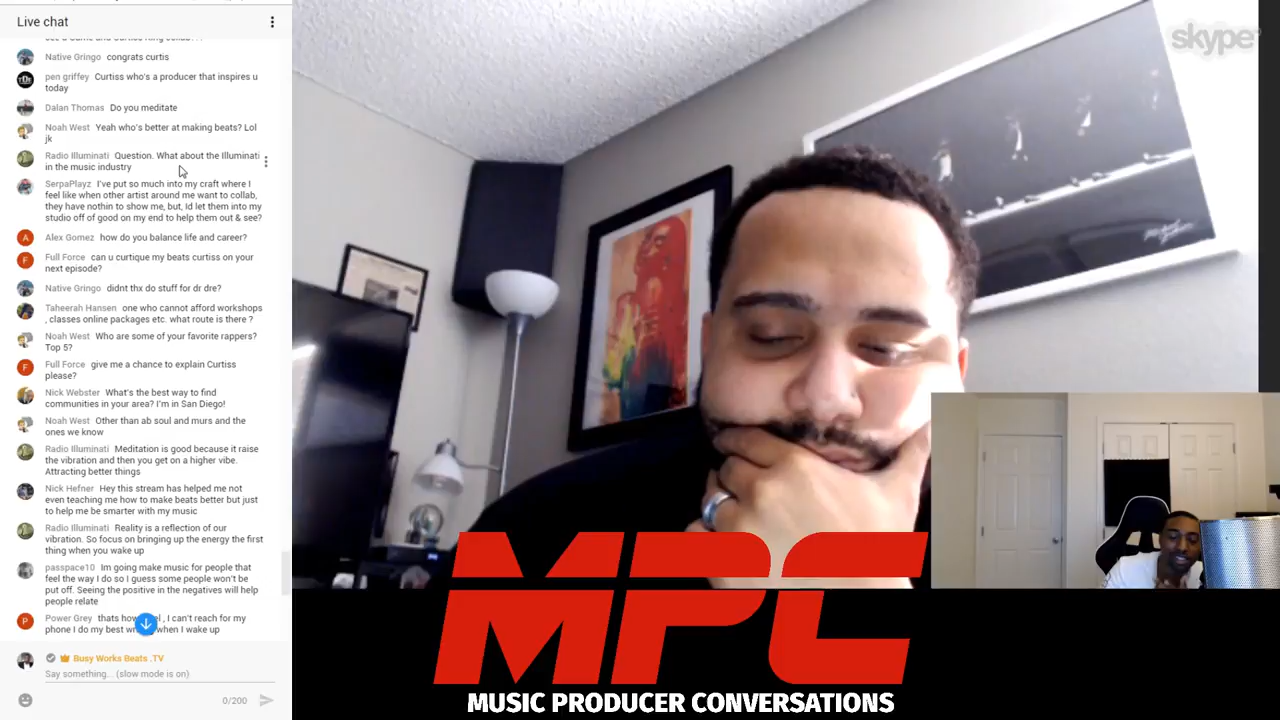 Live chat
Native Gringo congrats curtis
pen griffey Curtiss who's a producer that inspires u
today
Dalan Thomas Do you meditate
Noah West Yeah who's better at making beats? Lol
jk
Radio Illuminati Question. What about the Illuminati
in the music industry
SerpaPlayz I've put so much into my craft where I
feel like when other artist around me want to collab,
they have nothin to show me, but, Id let them into my
studio off of good on my end to help them out & see?
Alex Gomez how do you balance life and career?
Full Force can u curtique my beats curtiss on your
next episode?
Native Gringo didnt thx do stuff for dr dre?
Taheerah Hansen one who cannot afford workshops
, classes online packages etc. what route is there ?
Noah West Who are some of your favorite rappers?
Top 5?
Full Force give me a chance to explain Curtiss
please?
Nick Webster What's the best way to find
communities in your area? I'm in San Diego!
Noah West Other than ab soul and murs and the
ones we know
Radio Illuminati Meditation is good because it raise
the vibration and then you get on a higher vibe.
Attracting better things
Nick Hefner Hey this stream has helped me not
even teaching me how to make beats better but just
to help me be smarter with my music
Radio Illuminati Reality is a reflection of our
vibration. So focus on bringing up the energy the first
thing when you wake up
passpace10 Im going make music for people that
feel the way I do so I guess some people won't be
put off. Seeing the positive in the negatives will help
people relate
Power Grey thats how , I can't reach for my
phone I do my best when I wake up
Busy Works Beats .TV
Say something... (slow mode is on)
0/200
A
F
F
P
skype
MPC
MUSIC PRODUCER CONVERSATIONS